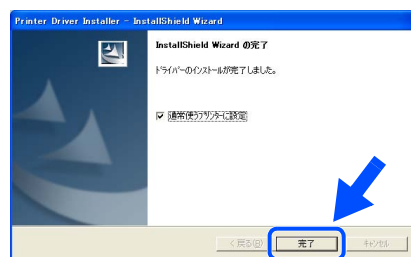 Printer Driver Installer - InstallShield Wizard
InstallShield Wizard の完了
ドライバーのインストールが完了しました。
通常使うプリンターに設定
< 戻る(B)
完了
キャンセル